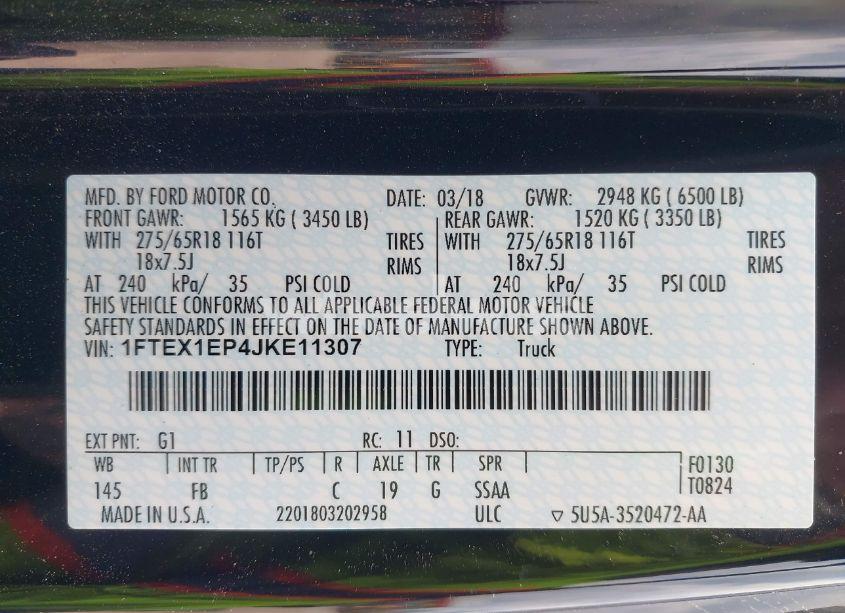 MFD. BY FORD MOTOR CO. DATE: 03/18 GVWR: 2948 KG ( 6500 LB)
FRONT GAWR: 1565 KG ( 3450 LB) REAR GAWR: 1520 KG ( 3350 LB)
WITH 275/65R18 116T TIRES WITH 275/65R18 116T TIRES
18x7.5J RIMS 18x7.5J RIMS
AT 240 kPa/ 35 PSI COLD AT 240 kPa/ 35 PSI COLD
THIS VEHICLE CONFORMS TO ALL APPLICABLE FEDERAL MOTOR VEHICLE
SAFETY STANDARDS IN EFFECT ON THE DATE OF MANUFACTURE SHOWN ABOVE.
VIN: 1FTEX1EP4JKE11307 TYPE: Truck
EXT PNT: G1 RC: 11 DSO:
WB INT TR TP/PS R AXLE TR SPR F0130
145 FB C 19 G SSAA T0824
MADE IN U.S.A. 2201803202958 ULC ▽ 5U5A-3520472-AA